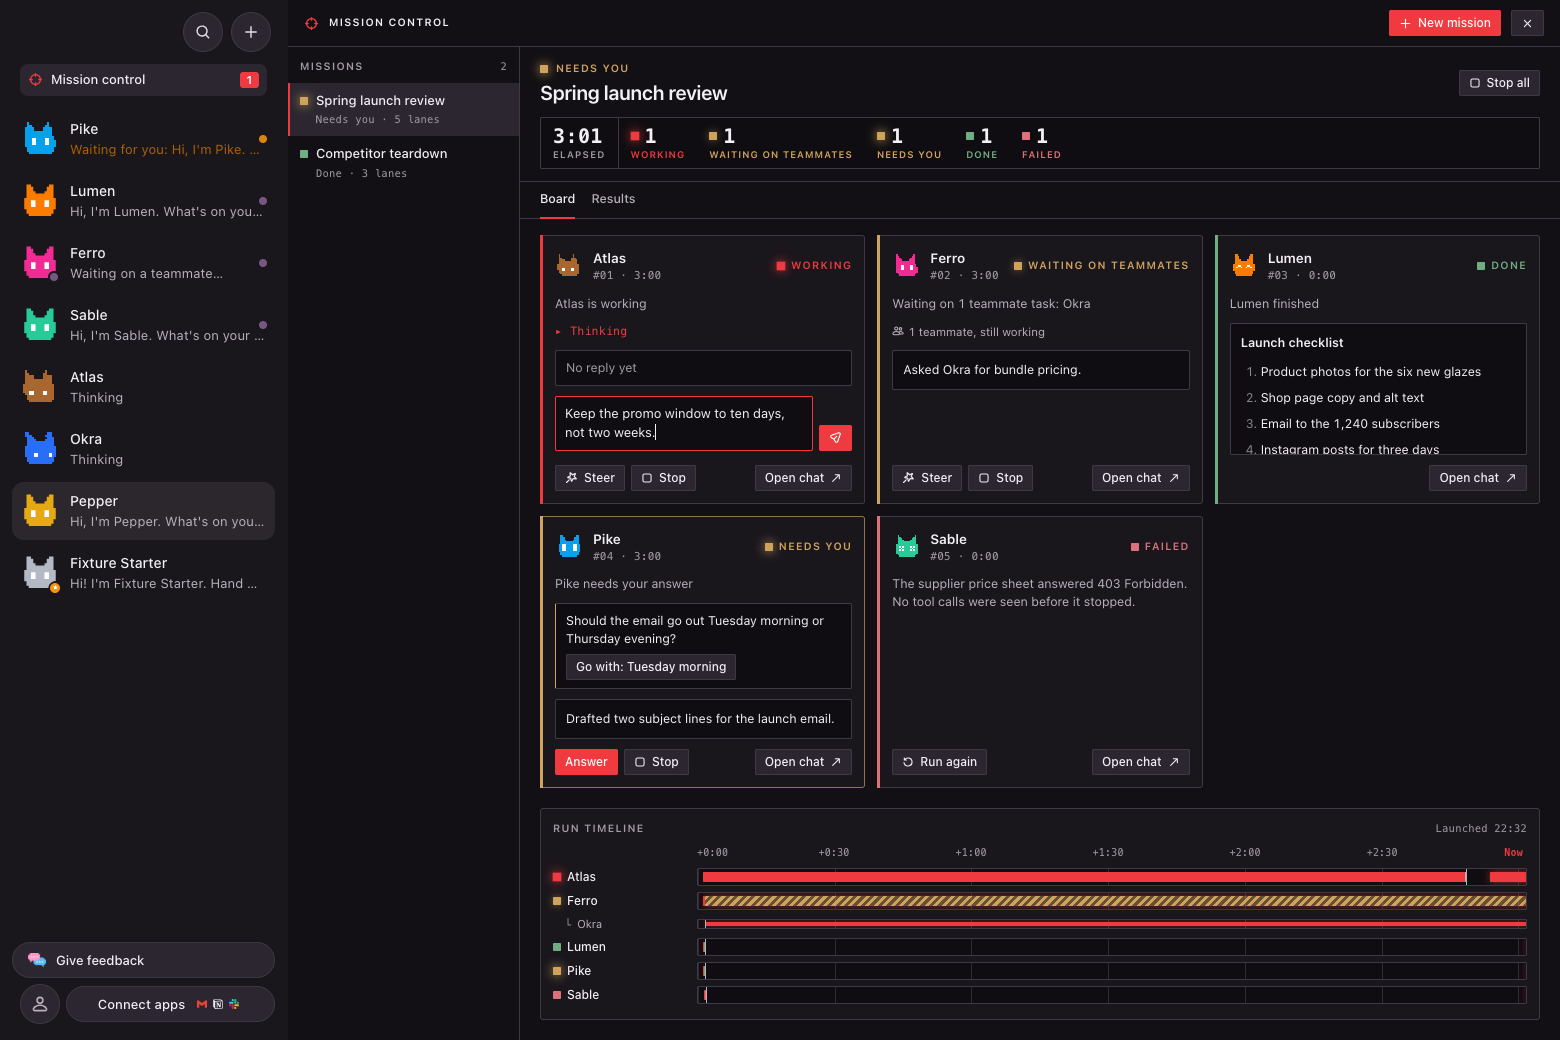 Mission control
1
Pike
Waiting for you: Hi, I'm Pike. ...
Lumen
Hi, I'm Lumen. What's on you...
Ferro
Waiting on a teammate...
Sable
Hi, I'm Sable. What's on your ...
Atlas
Thinking
Okra
Thinking
Pepper
Hi, I'm Pepper. What's on you...
Fixture Starter
Hi! I'm Fixture Starter. Hand ...
Give feedback
Connect apps
MISSION CONTROL
New mission
MISSIONS 2
Spring launch review
Needs you · 5 lanes
Competitor teardown
Done · 3 lanes
NEEDS YOU
Spring launch review
Stop all
3:01
ELAPSED
1
WORKING
1
WAITING ON TEAMMATES
1
NEEDS YOU
1
DONE
1
FAILED
Board Results
Atlas
#01 · 3:00
WORKING
Atlas is working
Thinking
No reply yet
Keep the promo window to ten days,
not two weeks.
Steer Stop Open chat
Ferro
#02 · 3:00
WAITING ON TEAMMATES
Waiting on 1 teammate task: Okra
1 teammate, still working
Asked Okra for bundle pricing.
Steer Stop Open chat
Lumen
#03 · 0:00
DONE
Lumen finished
Launch checklist
1. Product photos for the six new glazes
2. Shop page copy and alt text
3. Email to the 1,240 subscribers
4. Instagram posts for three days
Open chat
Pike
#04 · 3:00
NEEDS YOU
Pike needs your answer
Should the email go out Tuesday morning or
Thursday evening?
Go with: Tuesday morning
Drafted two subject lines for the launch email.
Answer Stop Open chat
Sable
#05 · 0:00
FAILED
The supplier price sheet answered 403 Forbidden.
No tool calls were seen before it stopped.
Run again Open chat
RUN TIMELINE Launched 22:32
+0:00 +0:30 +1:00 +1:30 +2:00 +2:30 Now
Atlas
Ferro
Okra
Lumen
Pike
Sable